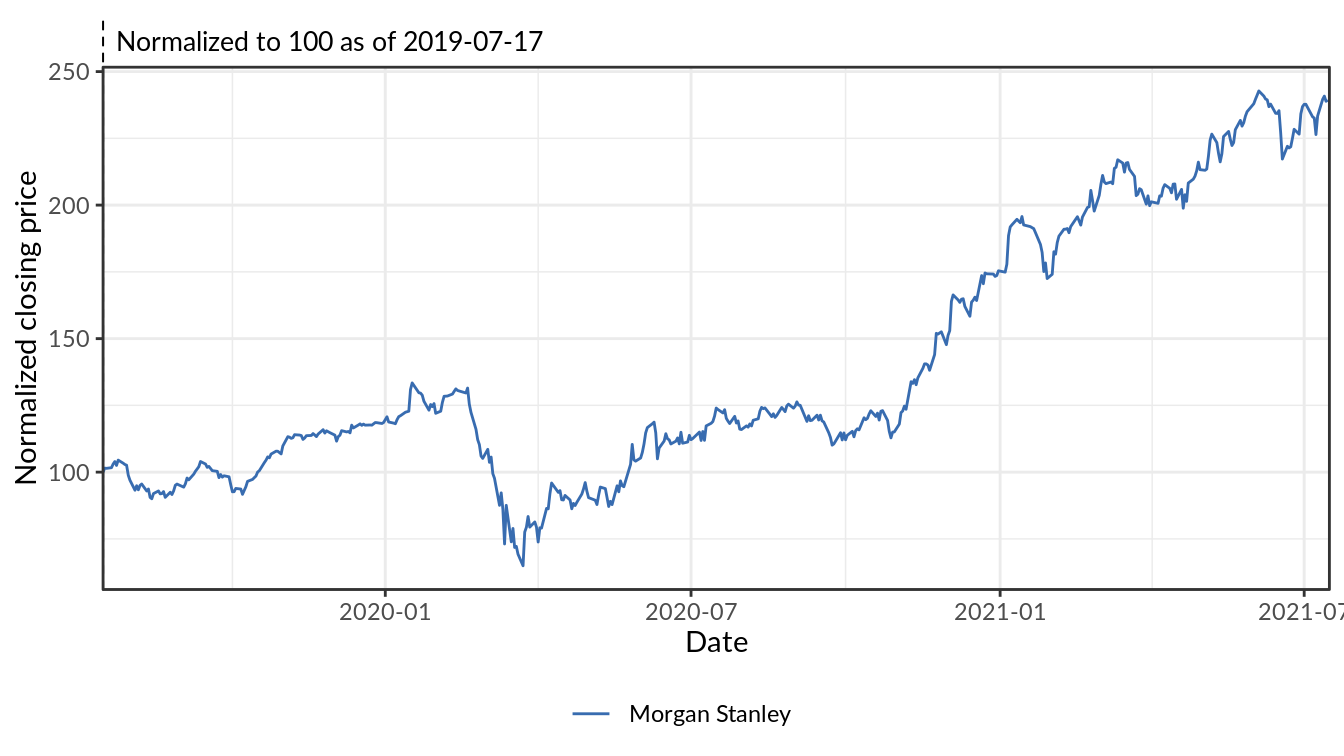 Normalized to 100 as of 2019-07-17
250
200
150
100
Normalized closing price
2020-01
2020-07
2021-01
2021-07
Date
Morgan Stanley